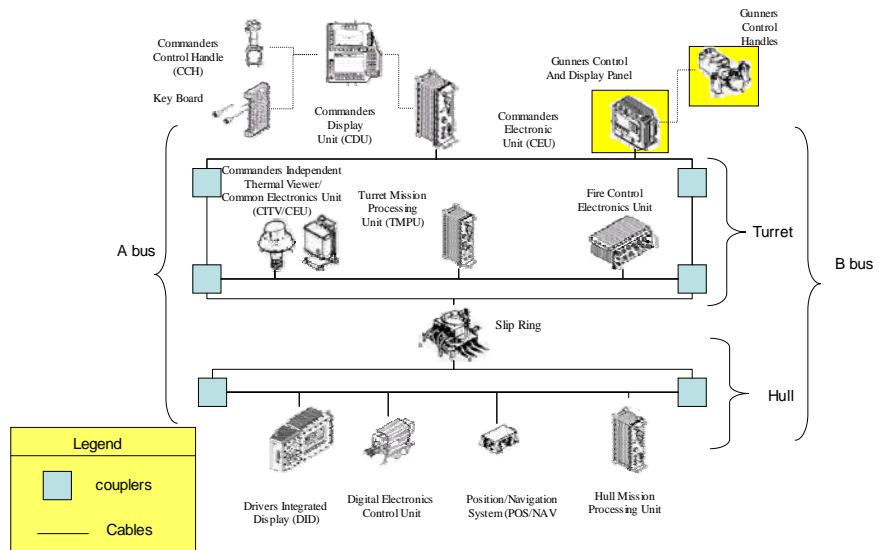 Gunners
Control
Handles
Commanders
Control Handle
(CCH)
Gunners Control
And Display Panel
Key Board
Commanders
Display
Unit (CDU)
Commanders
Electronic
Unit (CEU)
Commanders Independent
Thermal Viewer/
Common Electronics Unit
(CITV/CEU)
Turret Mission
Processing
Unit (TMPU)
Fire Control
Electronics Unit
Turret
A bus
B bus
Slip Ring
Hull
Legend
couplers
Cables
Drivers Integrated
Display (DID)
Digital Electronics
Control Unit
Position/Navigation
System (POS/NAV
Hull Mission
Processing Unit